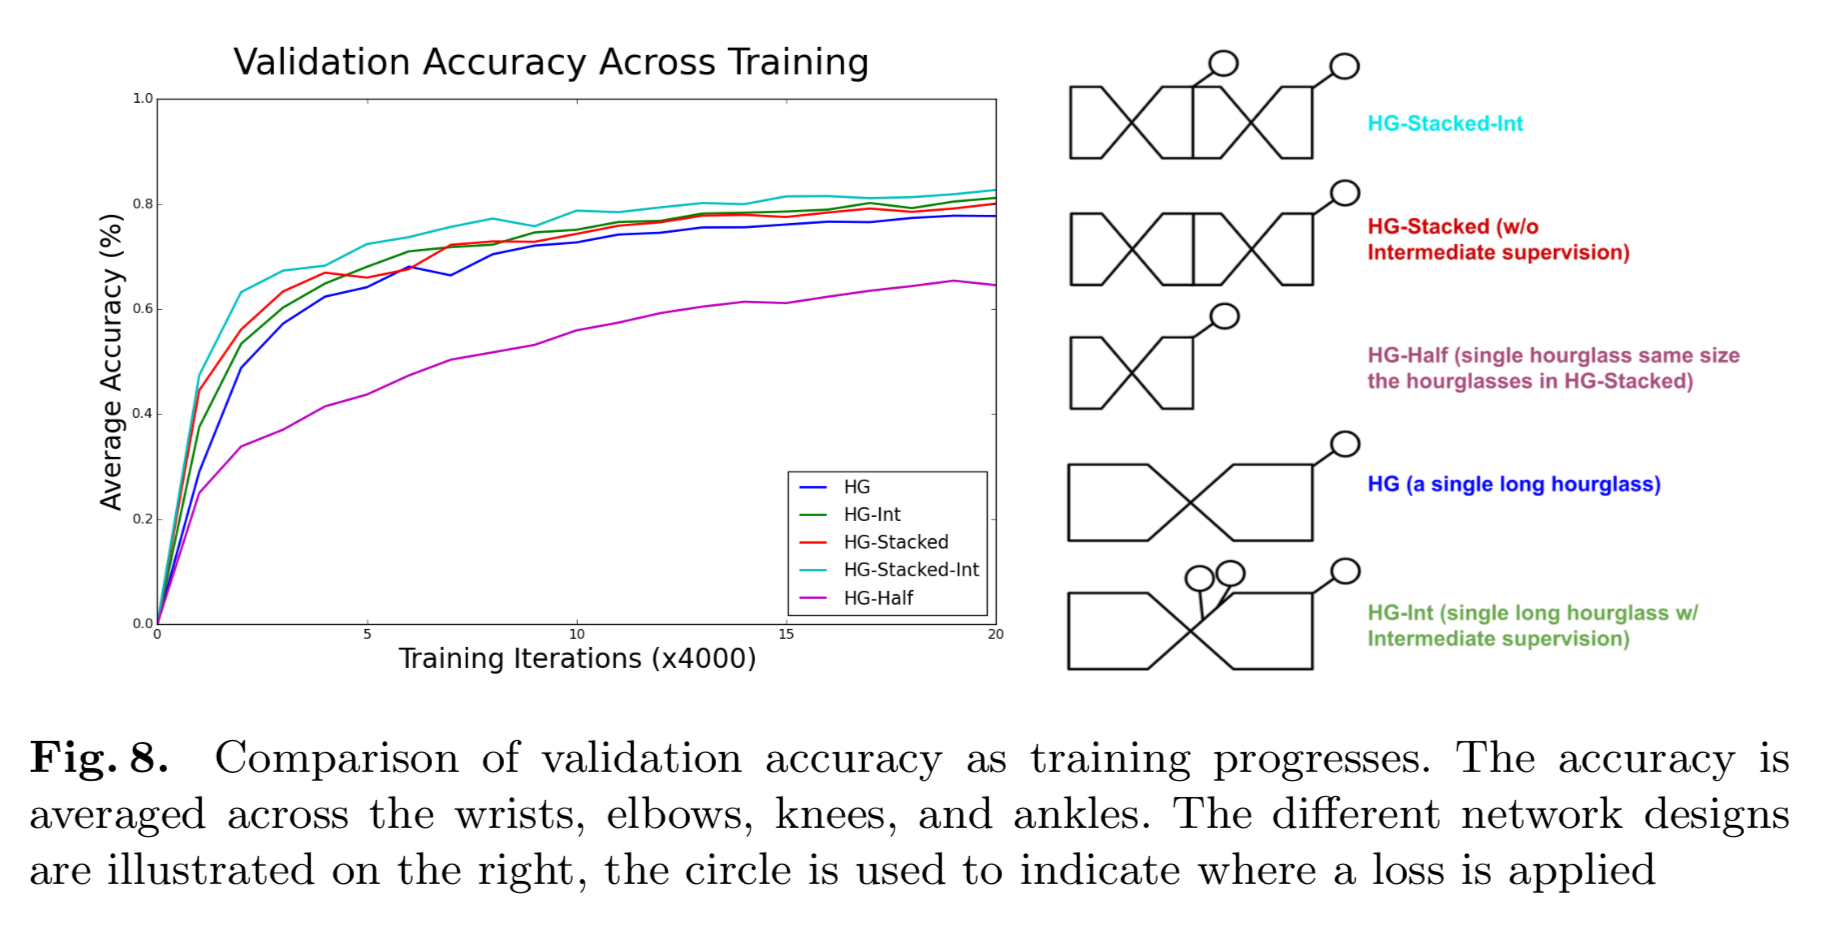 Validation Accuracy Across Training
1.0
0.8
0.6
0.4
0.2
0.0
Average Accuracy (%)
0
5
10
15
20
Training Iterations (x4000)
HG
HG-Int
HG-Stacked
HG-Stacked-Int
HG-Half
HG-Stacked-Int
HG-Stacked (w/o
Intermediate supervision)
HG-Half (single hourglass same size
the hourglasses in HG-Stacked)
HG (a single long hourglass)
HG-Int (single long hourglass w/
Intermediate supervision)
Fig. 8. Comparison of validation accuracy as training progresses. The accuracy is
averaged across the wrists, elbows, knees, and ankles. The different network designs
are illustrated on the right, the circle is used to indicate where a loss is applied